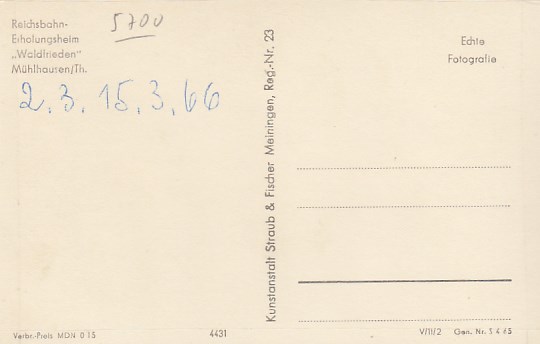 Reichsbahn-
Erholungsheim
„Waldfrieden"
Mühlhausen/Th.
5700
2.3. 15.3.66
Kunstanstalt Straub & Fischer Meiningen, Reg.-Nr. 23
Echte
Fotografie
Verbr.-Preis MDN 0 15
4431
V/11/2 Gen. Nr. S 4 65